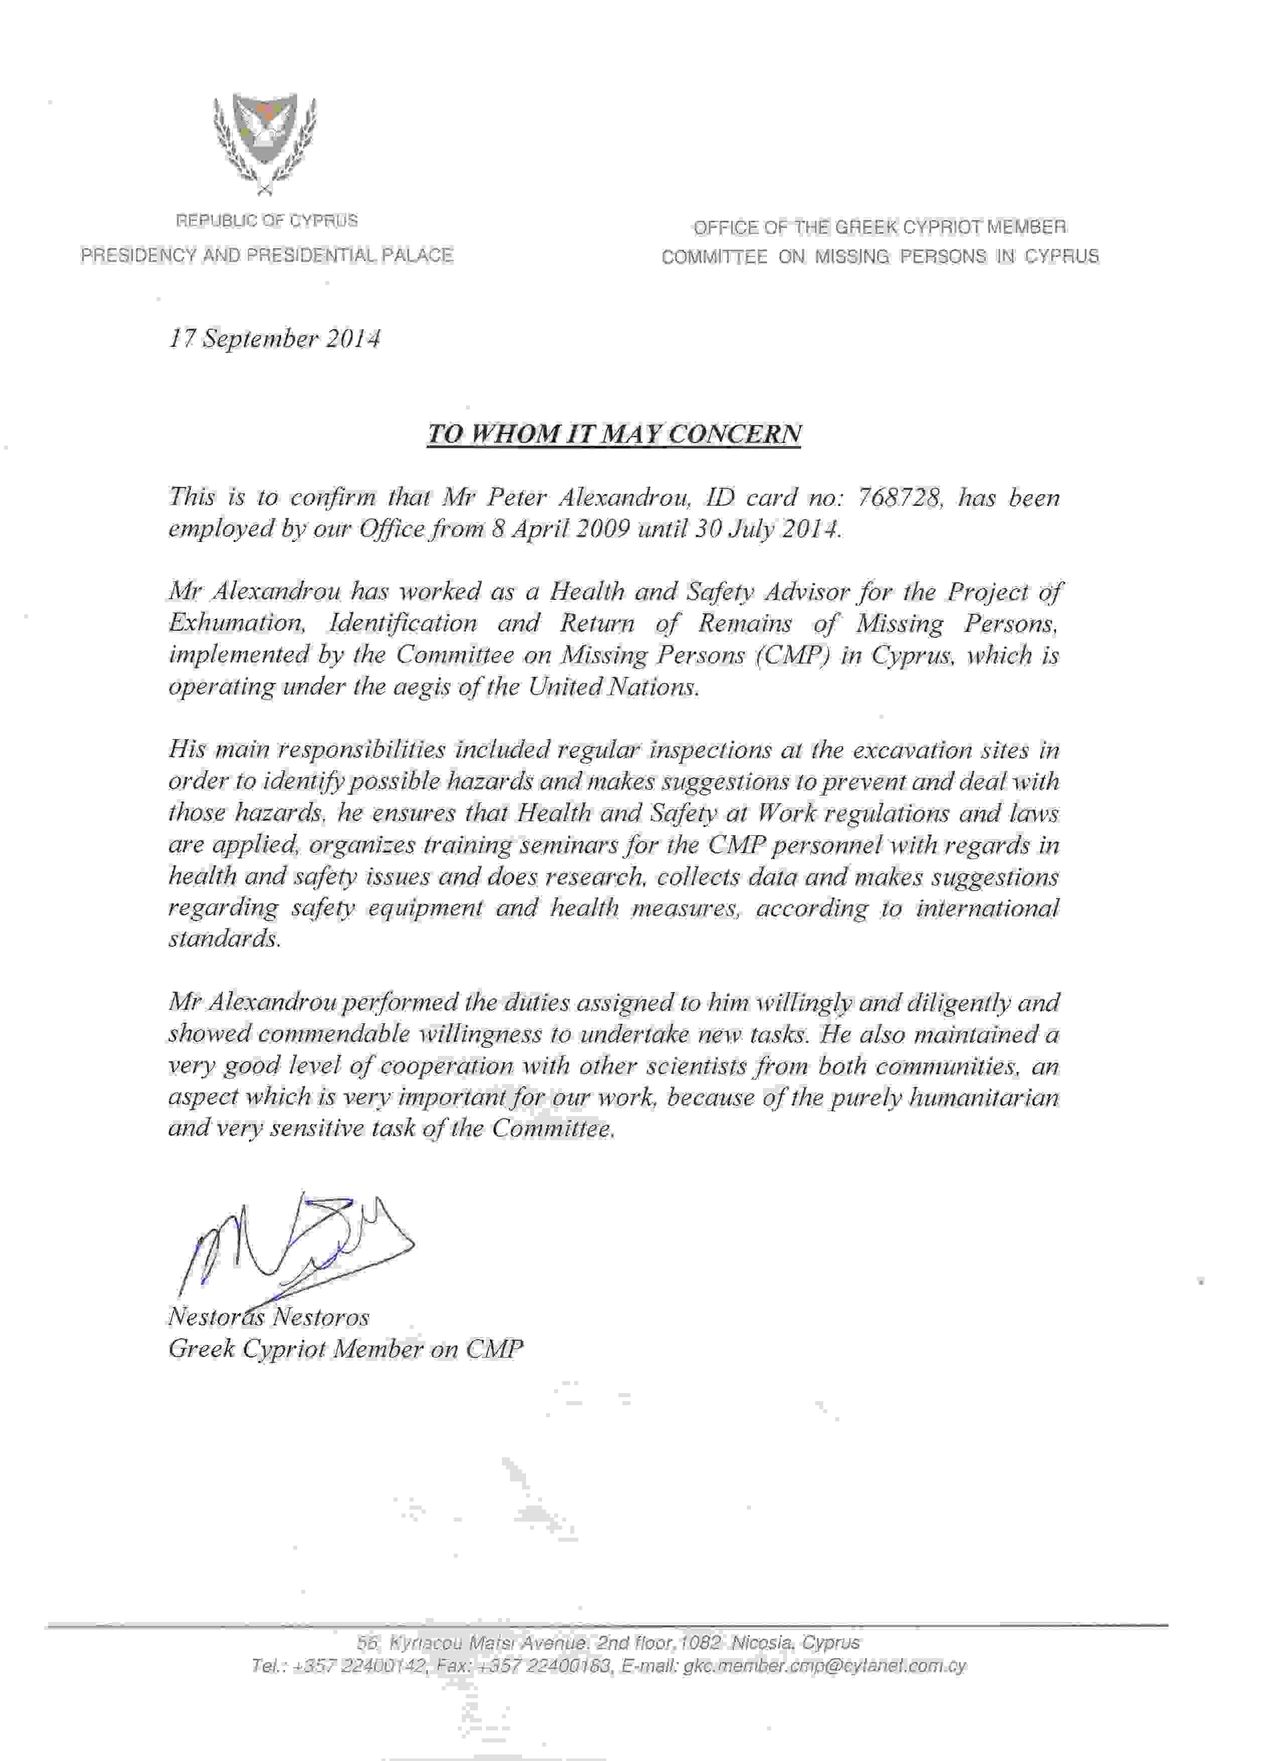 REPUBLIC OF CYPRUS
PRESIDENCY AND PRESIDENTIAL PALACE
OFFICE OF THE GREEK CYPRIOT MEMBER
COMMITTEE ON MISSING PERSONS IN CYPRUS
17 September 2014
TO WHOM IT MAY CONCERN
This is to confirm that Mr Peter Alexandrou, ID card no: 768728, has been
employed by our Office from 8 April 2009 until 30 July 2014.
Mr Alexandrou has worked as a Health and Safety Advisor for the Project of
Exhumation, Identification and Return of Remains of Missing Persons,
implemented by the Committee on Missing Persons (CMP) in Cyprus, which is
operating under the aegis of the United Nations.
His main responsibilities included regular inspections at the excavation sites in
order to identify possible hazards and makes suggestions to prevent and deal with
those hazards, he ensures that Health and Safety at Work regulations and laws
are applied, organizes training seminars for the CMP personnel with regards in
health and safety issues and does research, collects data and makes suggestions
regarding safety equipment and health measures, according to international
standards.
Mr Alexandrou performed the duties assigned to him willingly and diligently and
showed commendable willingness to undertake new tasks. He also maintained a
very good level of cooperation with other scientists from both communities, an
aspect which is very important for our work, because of the purely humanitarian
and very sensitive task of the Committee.
Nestoras Nestoros
Greek Cypriot Member on CMP
56, Kyriacou Matsi Avenue, 2nd floor, 1082 Nicosia, Cyprus
Tel.: +357 22400142, Fax: +357 22400183, E-mail: gkc.member.cmp@cytanet.com.cy